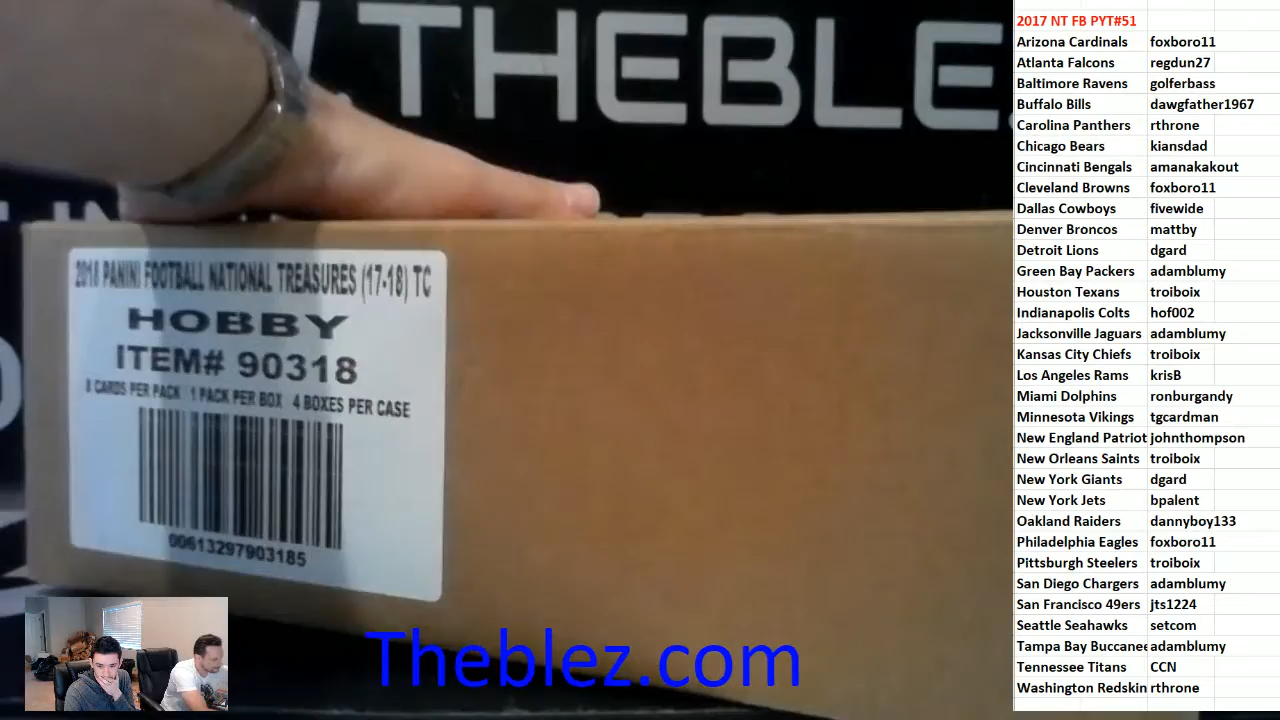 THEBLE
2018 PANINI FOOTBALL NATIONAL TREASURES (17-18) TC
HOBBY
ITEM# 90318
8 CARDS PER PACK 1 PACK PER BOX 4 BOXES PER CASE
00613297903185
Theblez.com
2017 NT FB PYT#51
Arizona Cardinals foxboro11
Atlanta Falcons regdun27
Baltimore Ravens golferbass
Buffalo Bills dawgfather1967
Carolina Panthers rthrone
Chicago Bears kiansdad
Cincinnati Bengals amanakakout
Cleveland Browns foxboro11
Dallas Cowboys fivewide
Denver Broncos mattby
Detroit Lions dgard
Green Bay Packers adamblumy
Houston Texans troiboix
Indianapolis Colts hof002
Jacksonville Jaguars adamblumy
Kansas City Chiefs troiboix
Los Angeles Rams krisB
Miami Dolphins ronburgandy
Minnesota Vikings tgcardman
New England Patriot johnthompson
New Orleans Saints troiboix
New York Giants dgard
New York Jets bpalent
Oakland Raiders dannyboy133
Philadelphia Eagles foxboro11
Pittsburgh Steelers troiboix
San Diego Chargers adamblumy
San Francisco 49ers jts1224
Seattle Seahawks setcom
Tampa Bay Buccanee adamblumy
Tennessee Titans CCN
Washington Redskin rthrone